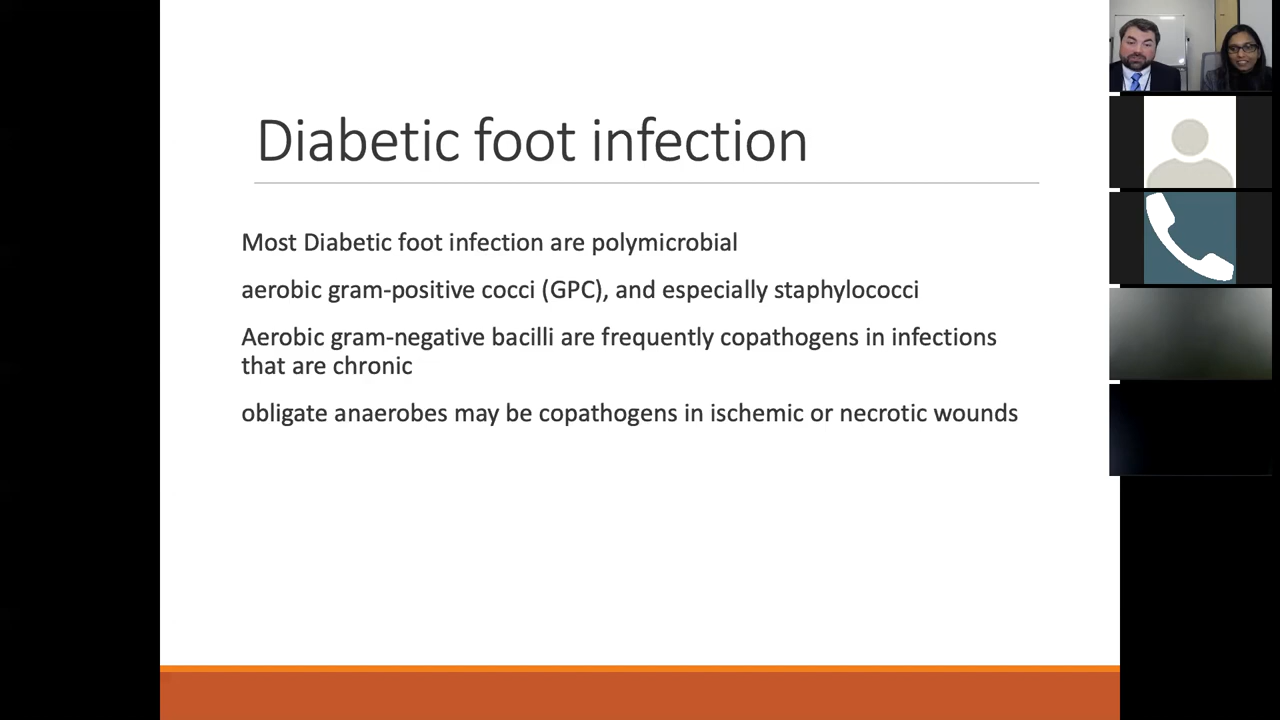 Diabetic foot infection
Most Diabetic foot infection are polymicrobial
aerobic gram-positive cocci (GPC), and especially staphylococci
Aerobic gram-negative bacilli are frequently copathogens in infections
that are chronic
obligate anaerobes may be copathogens in ischemic or necrotic wounds